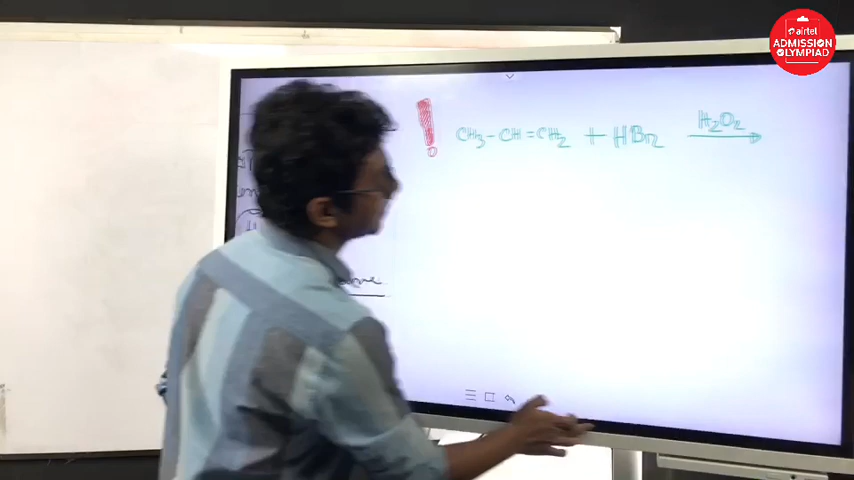 airtel
ADMISSION
OLYMPIAD
! CH₃-CH=CH₂ + HBr H₂O₂ →